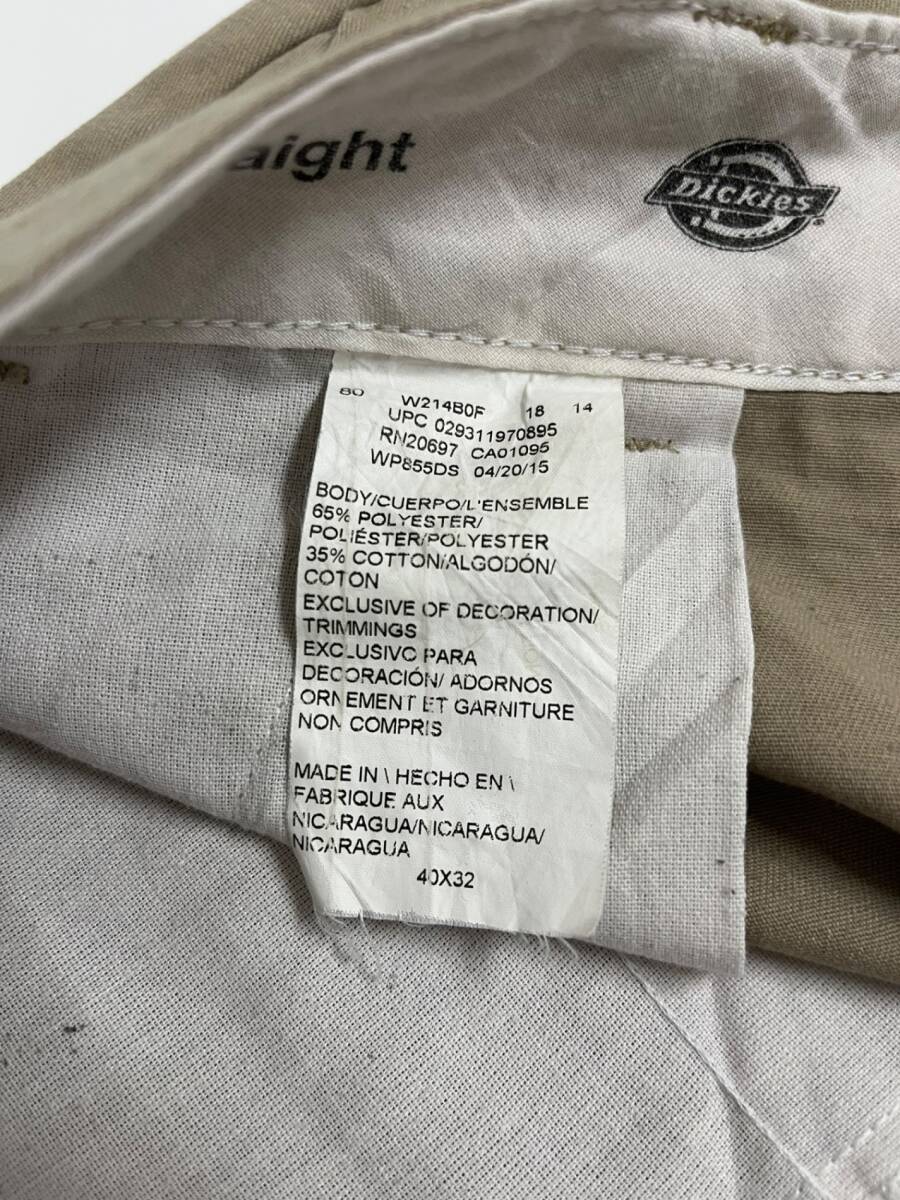 aight
Dickies
80 W214B0F 18 14
UPC 029311970895
RN20697 CA01095
WP855DS 04/20/15
BODY/CUERPO/L'ENSEMBLE
65% POLYESTER/
POLIÉSTER/POLYESTER
35% COTTON/ALGODÓN/
COTON
EXCLUSIVE OF DECORATION/
TRIMMINGS
EXCLUSIVO PARA
DECORACIÓN/ ADORNOS
ORNEMENT ET GARNITURE
NON COMPRIS
MADE IN \ HECHO EN \
FABRIQUE AUX
NICARAGUA/NICARAGUA/
NICARAGUA
40X32